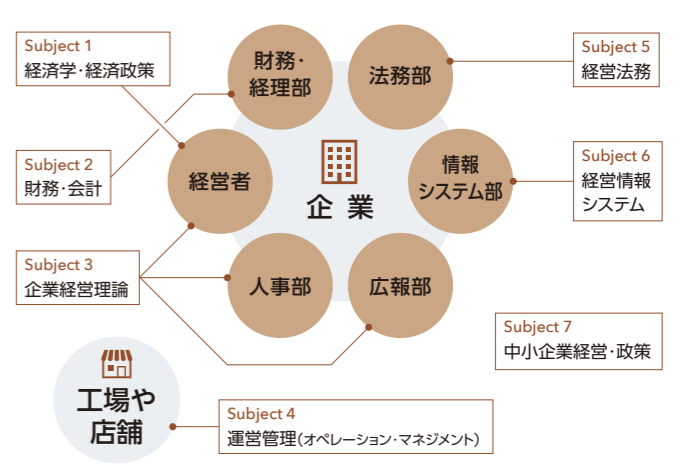 Subject 1
経済学・経済政策
Subject 2
財務・会計
Subject 3
企業経営理論
財務・
経理部
法務部
経営者
企業
情報
システム部
人事部
広報部
Subject 5
経営法務
Subject 6
経営情報
システム
Subject 7
中小企業経営・政策
工場や
店舗
Subject 4
運営管理(オペレーション・マネジメント)